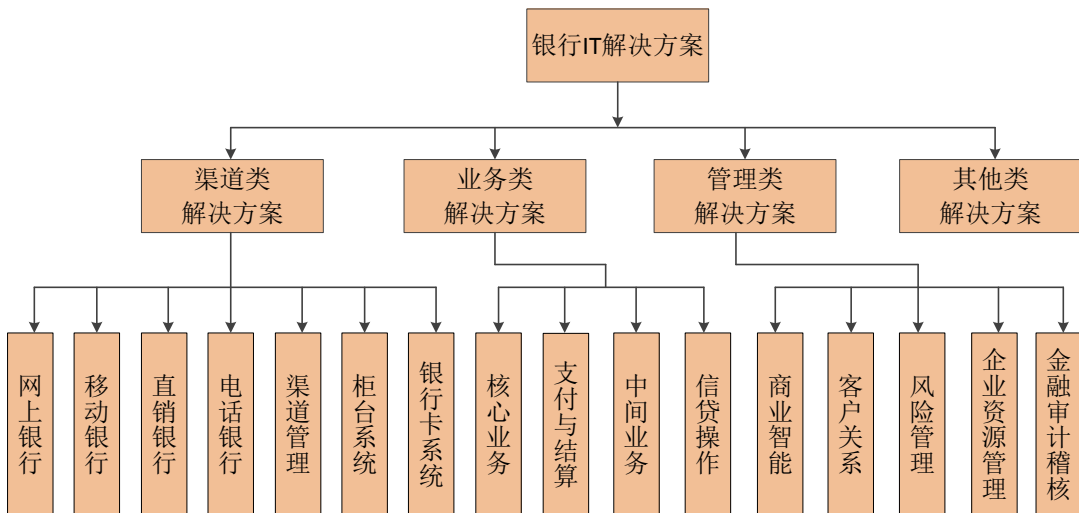 银行IT解决方案
渠道类
解决方案
业务类
解决方案
管理类
解决方案
其他类
解决方案
网上银行
移动银行
直销银行
电话银行
渠道管理
柜台系统
银行卡系统
核心业务
支付与结算
中间业务
信贷操作
商业智能
客户关系
风险管理
企业资源管理
金融审计稽核